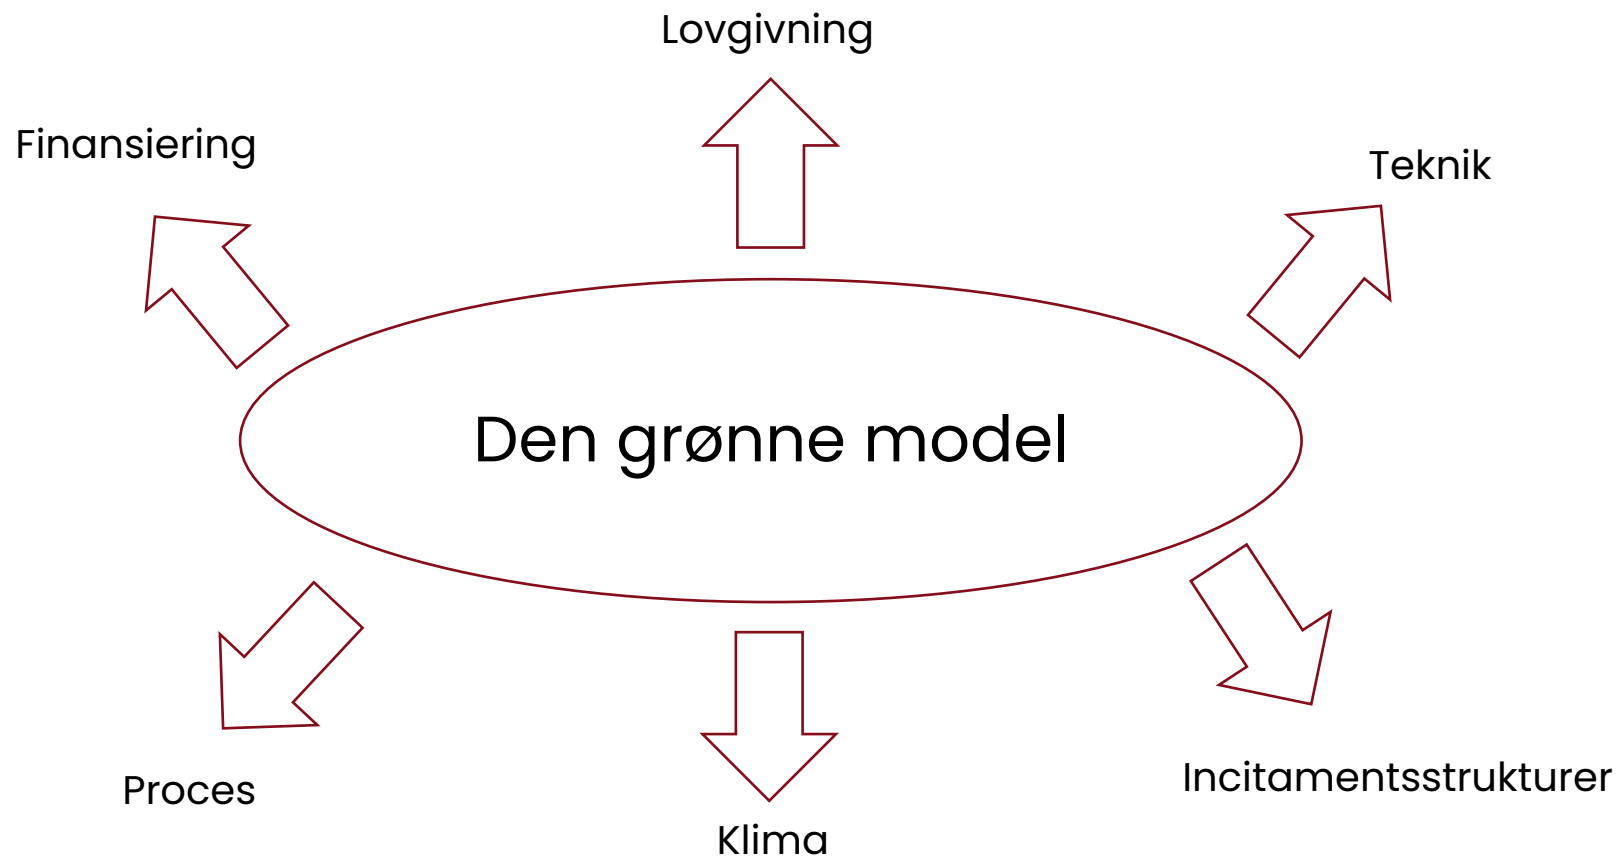 Lovgivning
Finansiering
Teknik
Den grønne model
Proces
Incitamentsstrukturer
Klima